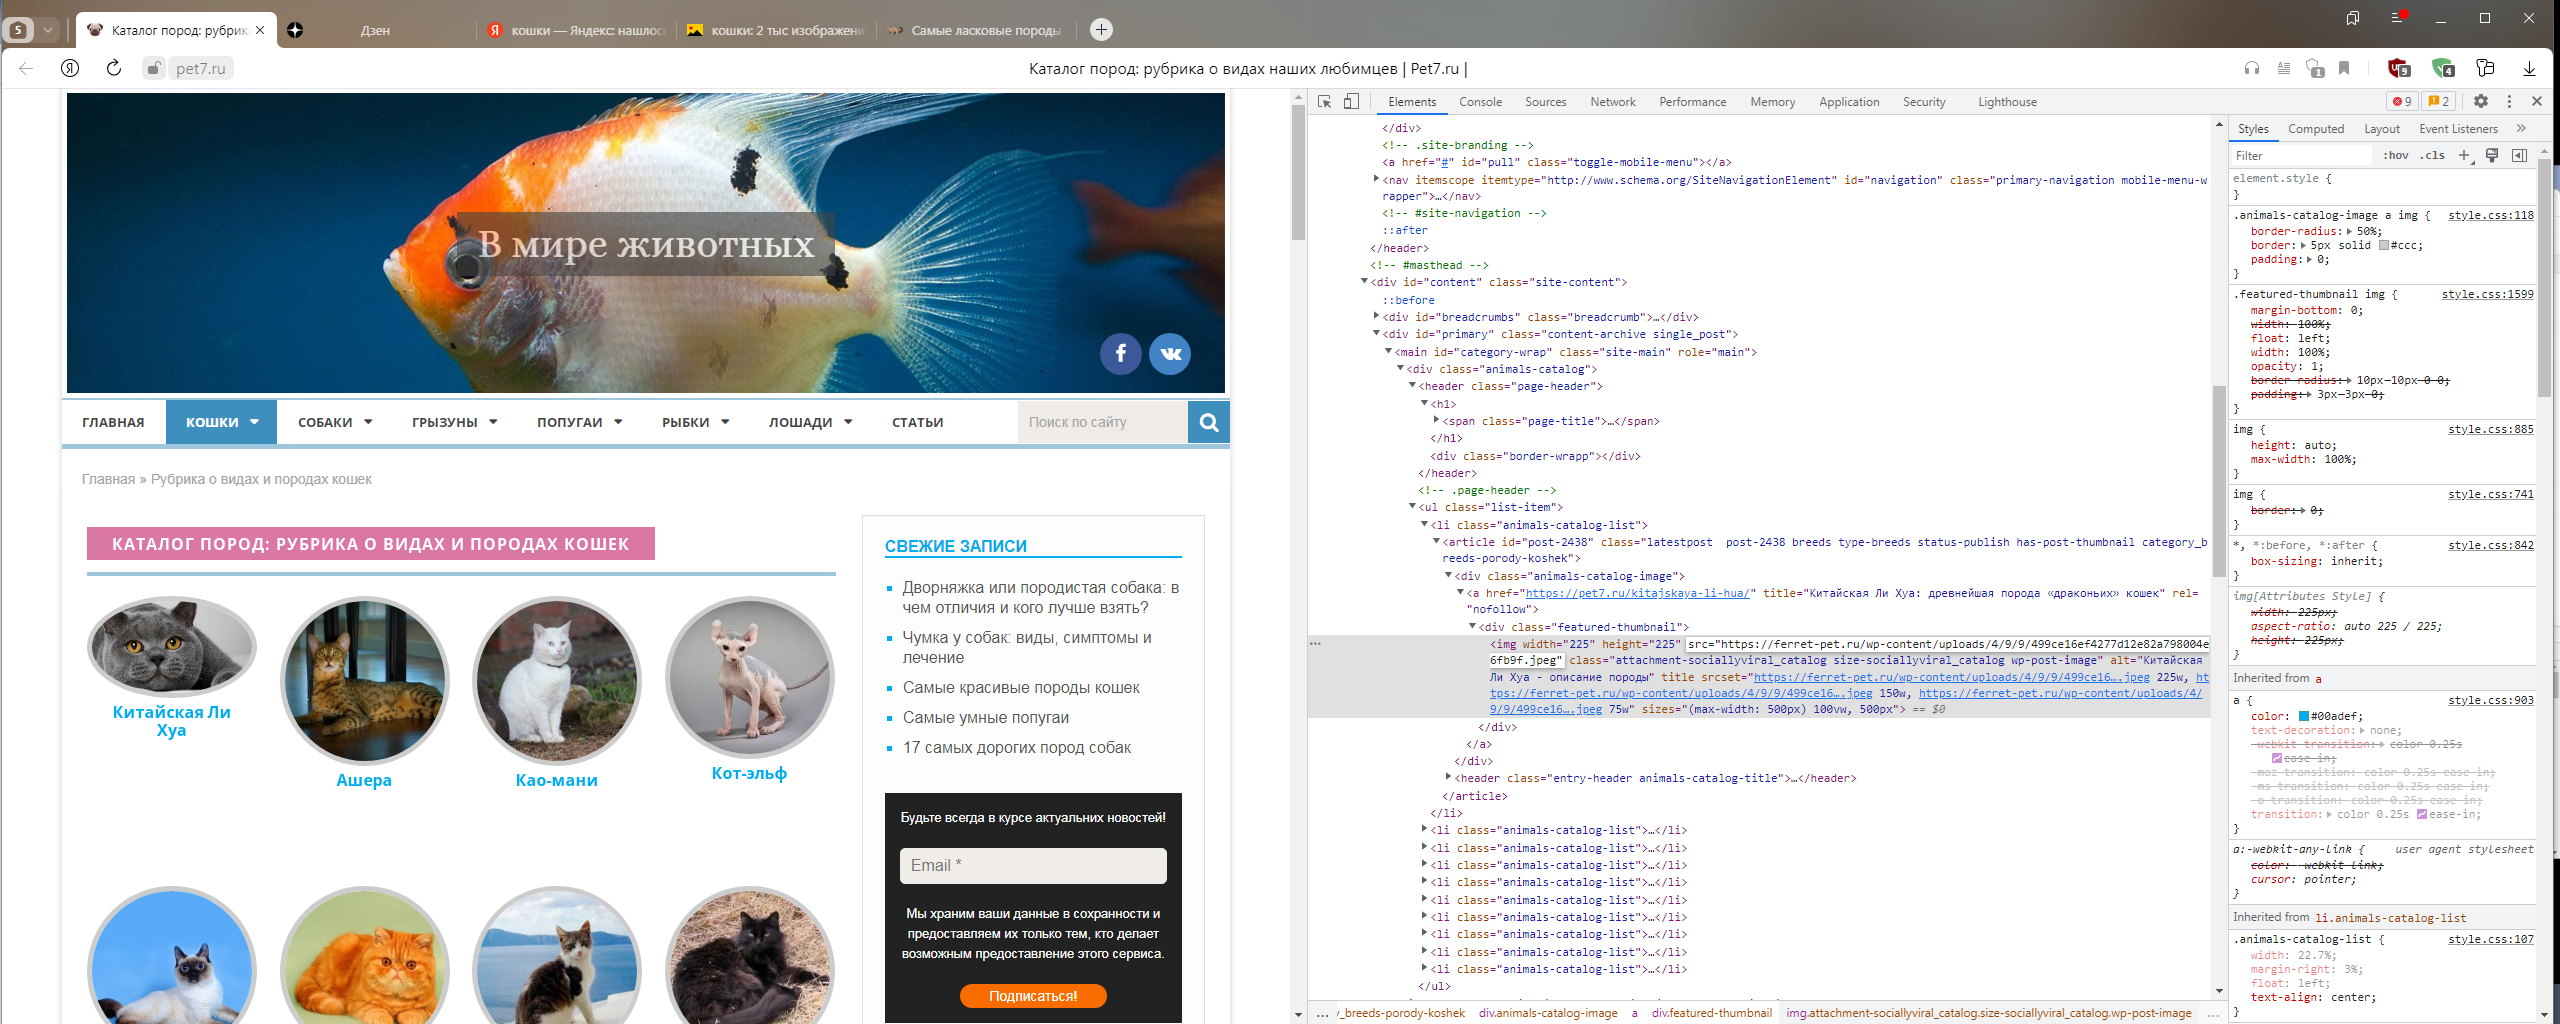 5
Каталог пород: рубрик
Дзен
кошки — Яндекс: нашлос
кошки: 2 тыс изображени
Самые ласковые породы
pet7.ru
Каталог пород: рубрика о видах наших любимцев | Pet7.ru |
1
9
4
В мире животных
ГЛАВНАЯ
КОШКИ
СОБАКИ
ГРЫЗУНЫ
ПОПУГАИ
РЫБКИ
ЛОШАДИ
СТАТЬИ
Поиск по сайту
Главная » Рубрика о видах и породах кошек
КАТАЛОГ ПОРОД: РУБРИКА О ВИДАХ И ПОРОДАХ КОШЕК
Китайская Ли
Хуа
Ашера
Као-мани
Кот-эльф
СВЕЖИЕ ЗАПИСИ
Дворняжка или породистая собака: в
чем отличия и кого лучше взять?
Чумка у собак: виды, симптомы и
лечение
Самые красивые породы кошек
Самые умные попугаи
17 самых дорогих пород собак
Будьте всегда в курсе актуальних новостей!
Email *
Мы храним ваши данные в сохранности и
предоставляем их только тем, кто делает
возможным предоставление этого сервиса.
Подписаться!
Elements
Console
Sources
Network
Performance
Memory
Application
Security
Lighthouse
9
2
</div>
<!-- .site-branding -->
<a href="#" id="pull" class="toggle-mobile-menu"></a>
<nav itemscope itemtype="http://www.schema.org/SiteNavigationElement" id="navigation" class="primary-navigation mobile-menu-w
rapper">…</nav>
<!-- #site-navigation -->
::after
</header>
<!-- #masthead -->
<div id="content" class="site-content">
::before
<div id="breadcrumbs" class="breadcrumb">…</div>
<div id="primary" class="content-archive single_post">
<main id="category-wrap" class="site-main" role="main">
<div class="animals-catalog">
<header class="page-header">
<h1>
<span class="page-title">…</span>
</h1>
<div class="border-wrapp"></div>
</header>
<!-- .page-header -->
<ul class="list-item">
<li class="animals-catalog-list">
<article id="post-2438" class="latestpost  post-2438 breeds type-breeds status-publish has-post-thumbnail category_b
reeds-porody-koshek">
<div class="animals-catalog-image">
<a href="https://pet7.ru/kitajskaya-li-hua/" title="Китайская Ли Хуа: древнейшая порода «драконьих» кошек" rel=
"nofollow">
<div class="featured-thumbnail">
<img width="225" height="225" src="https://ferret-pet.ru/wp-content/uploads/4/9/9/499ce16ef4277d12e82a798004e
6fb9f.jpeg" class="attachment-sociallyviral_catalog size-sociallyviral_catalog wp-post-image" alt="Китайская
Ли Хуа - описание породы" title srcset="https://ferret-pet.ru/wp-content/uploads/4/9/9/499ce16….jpeg 225w, ht
tps://ferret-pet.ru/wp-content/uploads/4/9/9/499ce16….jpeg 150w, https://ferret-pet.ru/wp-content/uploads/4/
9/9/499ce16….jpeg 75w" sizes="(max-width: 500px) 100vw, 500px"> == $0
</div>
</a>
</div>
<header class="entry-header animals-catalog-title">…</header>
</article>
</li>
<li class="animals-catalog-list">…</li>
<li class="animals-catalog-list">…</li>
<li class="animals-catalog-list">…</li>
<li class="animals-catalog-list">…</li>
<li class="animals-catalog-list">…</li>
<li class="animals-catalog-list">…</li>
<li class="animals-catalog-list">…</li>
<li class="animals-catalog-list">…</li>
<li class="animals-catalog-list">…</li>
</ul>
... /_breeds-porody-koshek div.animals-catalog-image a div.featured-thumbnail img.attachment-sociallyviral_catalog.size-sociallyviral_catalog.wp-post-image ...
Styles
Computed
Layout
Event Listeners
Filter
:hov .cls
element.style {
}
.animals-catalog-image a img { style.css:118
border-radius: 50%;
border: 5px solid #ccc;
padding: 0;
}
.featured-thumbnail img { style.css:1599
margin-bottom: 0;
width: 100%;
float: left;
width: 100%;
opacity: 1;
border-radius: 10px 10px 0 0;
padding: 3px 3px 0;
}
img { style.css:885
height: auto;
max-width: 100%;
}
img { style.css:741
border: 0;
}
*, *:before, *:after { style.css:842
box-sizing: inherit;
}
img[Attributes Style] {
width: 225px;
aspect-ratio: auto 225 / 225;
height: 225px;
}
Inherited from a
a { style.css:903
color: #00adef;
text-decoration: none;
-webkit-transition: color 0.25s
ease-in;
-moz-transition: color 0.25s ease-in;
-ms-transition: color 0.25s ease-in;
-o-transition: color 0.25s ease-in;
transition: color 0.25s ease-in;
}
a:-webkit-any-link { user agent stylesheet
color: -webkit-link;
cursor: pointer;
}
Inherited from li.animals-catalog-list
.animals-catalog-list { style.css:107
width: 22.7%;
margin-right: 3%;
float: left;
text-align: center;
}